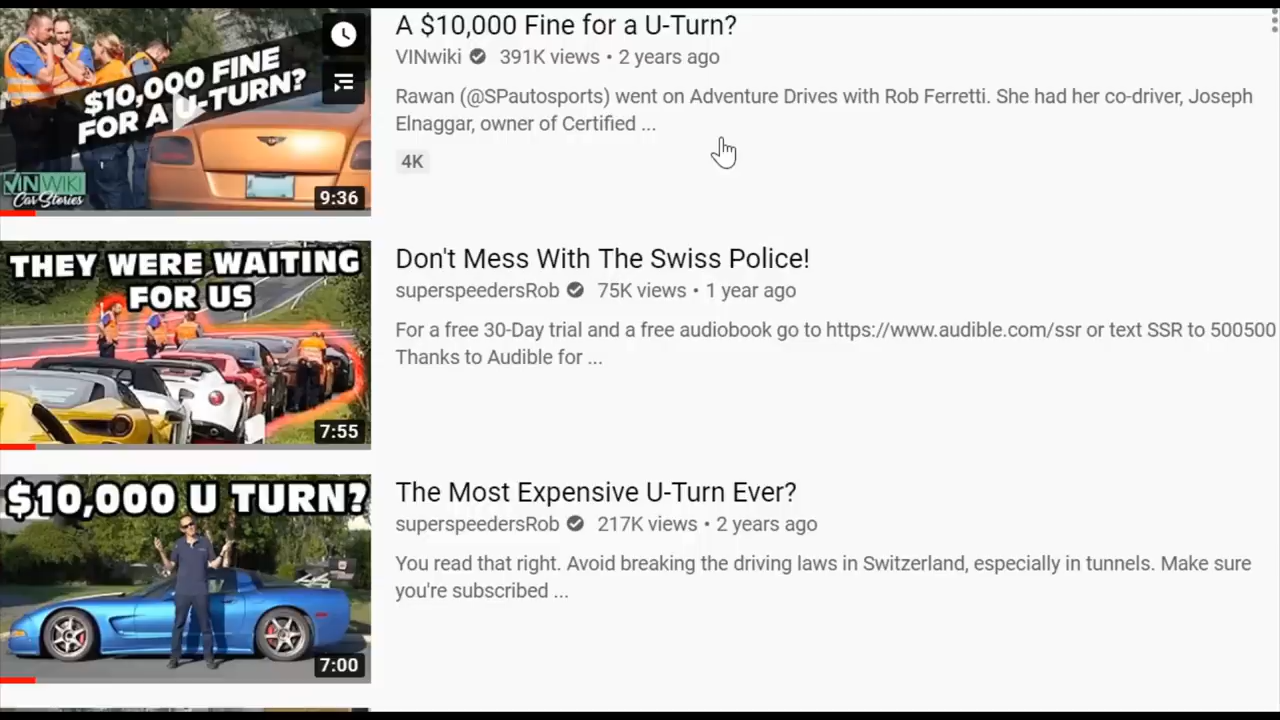 $10,000 FINE
FOR A U-TURN?
VINWIKI
Car Stories
9:36
A $10,000 Fine for a U-Turn?
VINwiki 391K views • 2 years ago
Rawan (@SPautosports) went on Adventure Drives with Rob Ferretti. She had her co-driver, Joseph
Elnaggar, owner of Certified ...
4K
THEY WERE WAITING
FOR US
7:55
Don't Mess With The Swiss Police!
superspeedersRob 75K views • 1 year ago
For a free 30-Day trial and a free audiobook go to https://www.audible.com/ssr or text SSR to 500500
Thanks to Audible for ...
$10,000 U TURN?
7:00
The Most Expensive U-Turn Ever?
superspeedersRob 217K views • 2 years ago
You read that right. Avoid breaking the driving laws in Switzerland, especially in tunnels. Make sure
you're subscribed ...